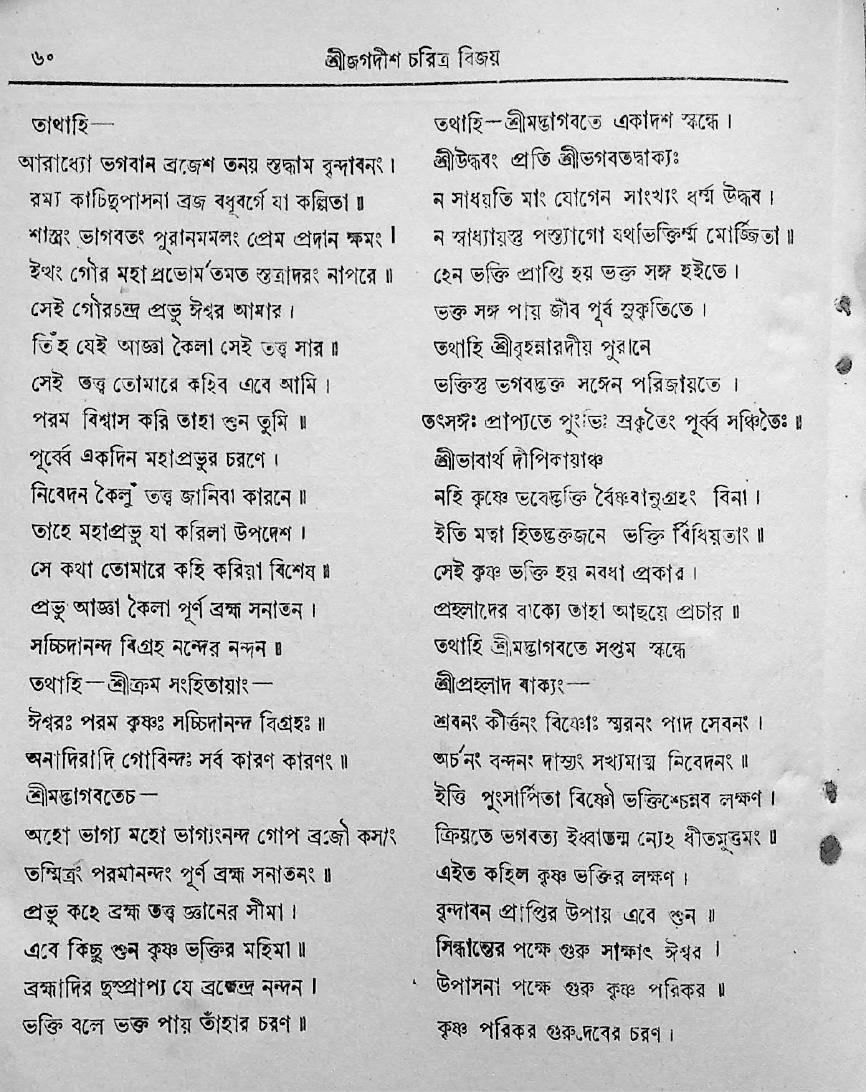 ৬০
শ্রীজগদীশ চরিত্র বিজয়
তাথাহি—
আরাধ্যো ভগবান ব্রজেশ তনয় স্তদ্ধাম বৃন্দাবনং।
রম্য কাচিদুপাসনা ব্রজ বধূবর্গে যা কল্পিতা॥
শাস্ত্রং ভাগবতং পুরানমমলং প্রেম প্রদান ক্ষমং।
ইত্থং গৌর মহাপ্রভোর্মতমত স্তত্রাদরং নাপরে॥
সেই গৌরচন্দ্র প্রভু ঈশ্বর আমার।
তিঁহ যেই আজ্ঞা কৈলা সেই তত্ত্ব সার॥
সেই তত্ত্ব তোমারে কহিব এবে আমি।
পরম বিশ্বাস করি তাহা শুন তুমি॥
পূর্ব্বে একদিন মহাপ্রভুর চরণে।
নিবেদন কৈলুঁ তত্ত্ব জানিবা কারনে॥
তাহে মহাপ্রভু যা করিলা উপদেশ।
সে কথা তোমারে কহি করিয়া বিশেষ॥
প্রভু আজ্ঞা কৈলা পূর্ণ ব্রহ্ম সনাতন।
সচ্চিদানন্দ বিগ্রহ নন্দের নন্দন॥
তথাহি—শ্রীক্রম সংহিতায়াং—
ঈশ্বরঃ পরম কৃষ্ণঃ সচ্চিদানন্দ বিগ্রহঃ॥
অনাদিরাদি গোবিন্দঃ সর্ব কারণ কারণং॥
শ্রীমদ্ভাগবতেচ—
অহো ভাগ্য মহো ভাগ্যংনন্দ গোপ ব্রজৌ কসাং
তম্মিত্রং পরমানন্দং পূর্ণ ব্রহ্ম সনাতনং॥
প্রভু কহে ব্রহ্ম তত্ত্ব জ্ঞানের সীমা।
এবে কিছু শুন কৃষ্ণ ভক্তির মহিমা॥
ব্রহ্মাদির দুষ্প্রাপ্য যে ব্রজেন্দ্র নন্দন।
ভক্তি বলে ভক্ত পায় তাঁহার চরণ॥
তথাহি—শ্রীমদ্ভাগবতে একাদশ স্কন্ধে।
শ্রীউদ্ধবং প্রতি শ্রীভগবতদ্বাক্যঃ
ন সাধয়তি মাং যোগেন সাংখ্যং ধর্ম্ম উদ্ধব।
ন স্বাধ্যায়স্তু পস্ত্যাগো যথাভক্তির্ম্ম মোর্জ্জিতা॥
হেন ভক্তি প্রাপ্তি হয় ভক্ত সঙ্গ হইতে।
ভক্ত সঙ্গ পায় জীব পূর্ব সুকৃতিতে।
তথাহি শ্রীবৃহন্নারদীয় পুরানে
ভক্তিস্তু ভগবদ্ভক্ত সঙ্গেন পরিজায়তে।
তৎসঙ্গঃ প্রাপ্যতে পুংভিঃ সুকৃতৈং পূর্ব্ব সঞ্চিতৈঃ॥
শ্রীভাবার্থ দীপিকায়াঞ্চ
নহি কৃষ্ণে ভবেদ্ভক্তি র্বৈষ্ণবানুগ্রহং বিনা।
ইতি মত্বা হিতদ্ভক্তজনে ভক্তি র্বিধিয়তাং॥
সেই কৃষ্ণ ভক্তি হয় নবধা প্রকার।
প্রহ্লাদের বাক্যে তাহা আছয়ে প্রচার॥
তথাহি শ্রীমদ্ভাগবতে সপ্তম স্কন্ধে
শ্রীপ্রহ্লাদ বাক্যং—
শ্রবনং কীর্ত্তনং বিষ্ণোঃ স্মরনং পাদ সেবনং।
অর্চনং বন্দনং দাস্যং সখ্যমাত্ম নিবেদনং॥
ইত্তি পুংসার্পিতা বিষ্ণৌ ভক্তিশ্চেন্নব লক্ষণ।
ক্রিয়তে ভগবত্য ইধ্বাতন্ম ন্যেহ ধীতমুত্তমং॥
এইত কহিল কৃষ্ণ ভক্তির লক্ষণ।
বৃন্দাবন প্রাপ্তির উপায় এবে শুন॥
সিদ্ধান্তের পক্ষে গুরু সাক্ষাৎ ঈশ্বর।
উপাসনা পক্ষে গুরু কৃষ্ণ পরিকর॥
কৃষ্ণ পরিকর গুরুদেবের চরণ।